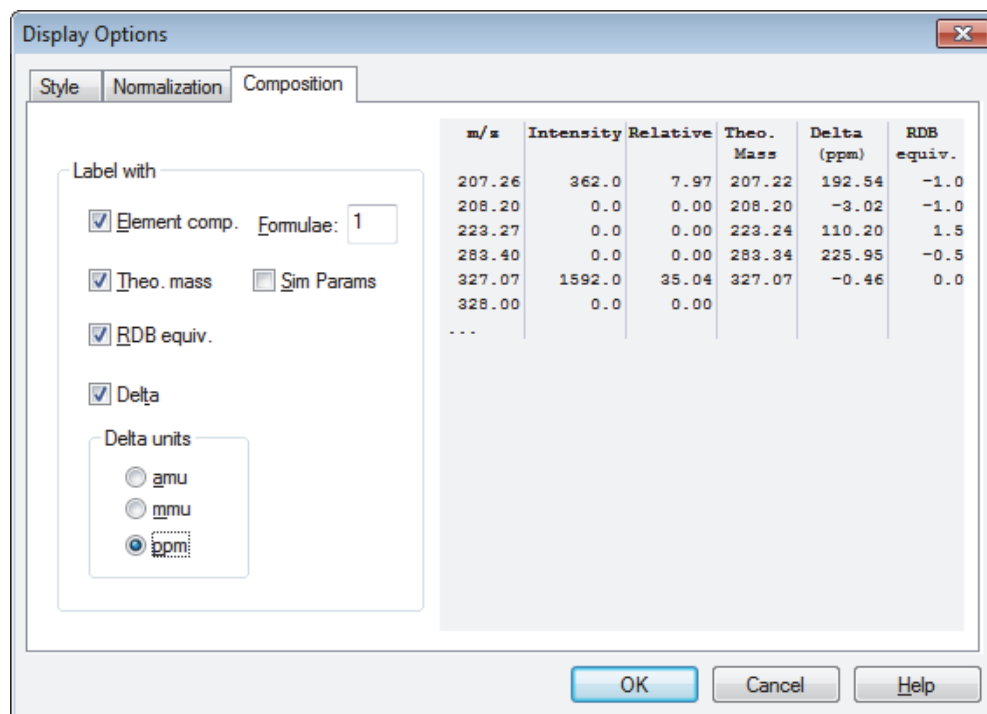 Display Options
Style Normalization Composition
Label with
Element comp. Formulae: 1
Theo. mass Sim Params
RDB equiv.
Delta
Delta units
amu
mmu
ppm
m/z Intensity Relative Theo. Delta RDB
Mass (ppm) equiv.
207.26 362.0 7.97 207.22 192.54 -1.0
208.20 0.0 0.00 208.20 -3.02 -1.0
223.27 0.0 0.00 223.24 110.20 1.5
283.40 0.0 0.00 283.34 225.95 -0.5
327.07 1592.0 35.04 327.07 -0.46 0.0
328.00 0.0 0.00
...
OK Cancel Help